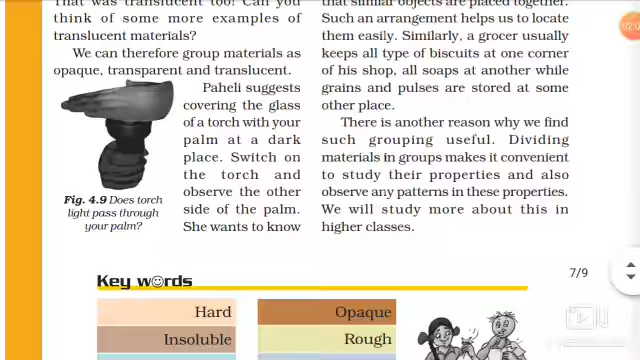 That was translucent too! Can you
think of some more examples of
translucent materials?
We can therefore group materials as
opaque, transparent and translucent.
Paheli suggests
covering the glass
of a torch with your
palm at a dark
place. Switch on
the torch and
observe the other
side of the palm.
She wants to know
Fig. 4.9 Does torch
light pass through
your palm?
that similar objects are placed together.
Such an arrangement helps us to locate
them easily. Similarly, a grocer usually
keeps all type of biscuits at one corner
of his shop, all soaps at another while
grains and pulses are stored at some
other place.
There is another reason why we find
such grouping useful. Dividing
materials in groups makes it convenient
to study their properties and also
observe any patterns in these properties.
We will study more about this in
higher classes.
7/9
Key words
Hard
Opaque
Insoluble
Rough